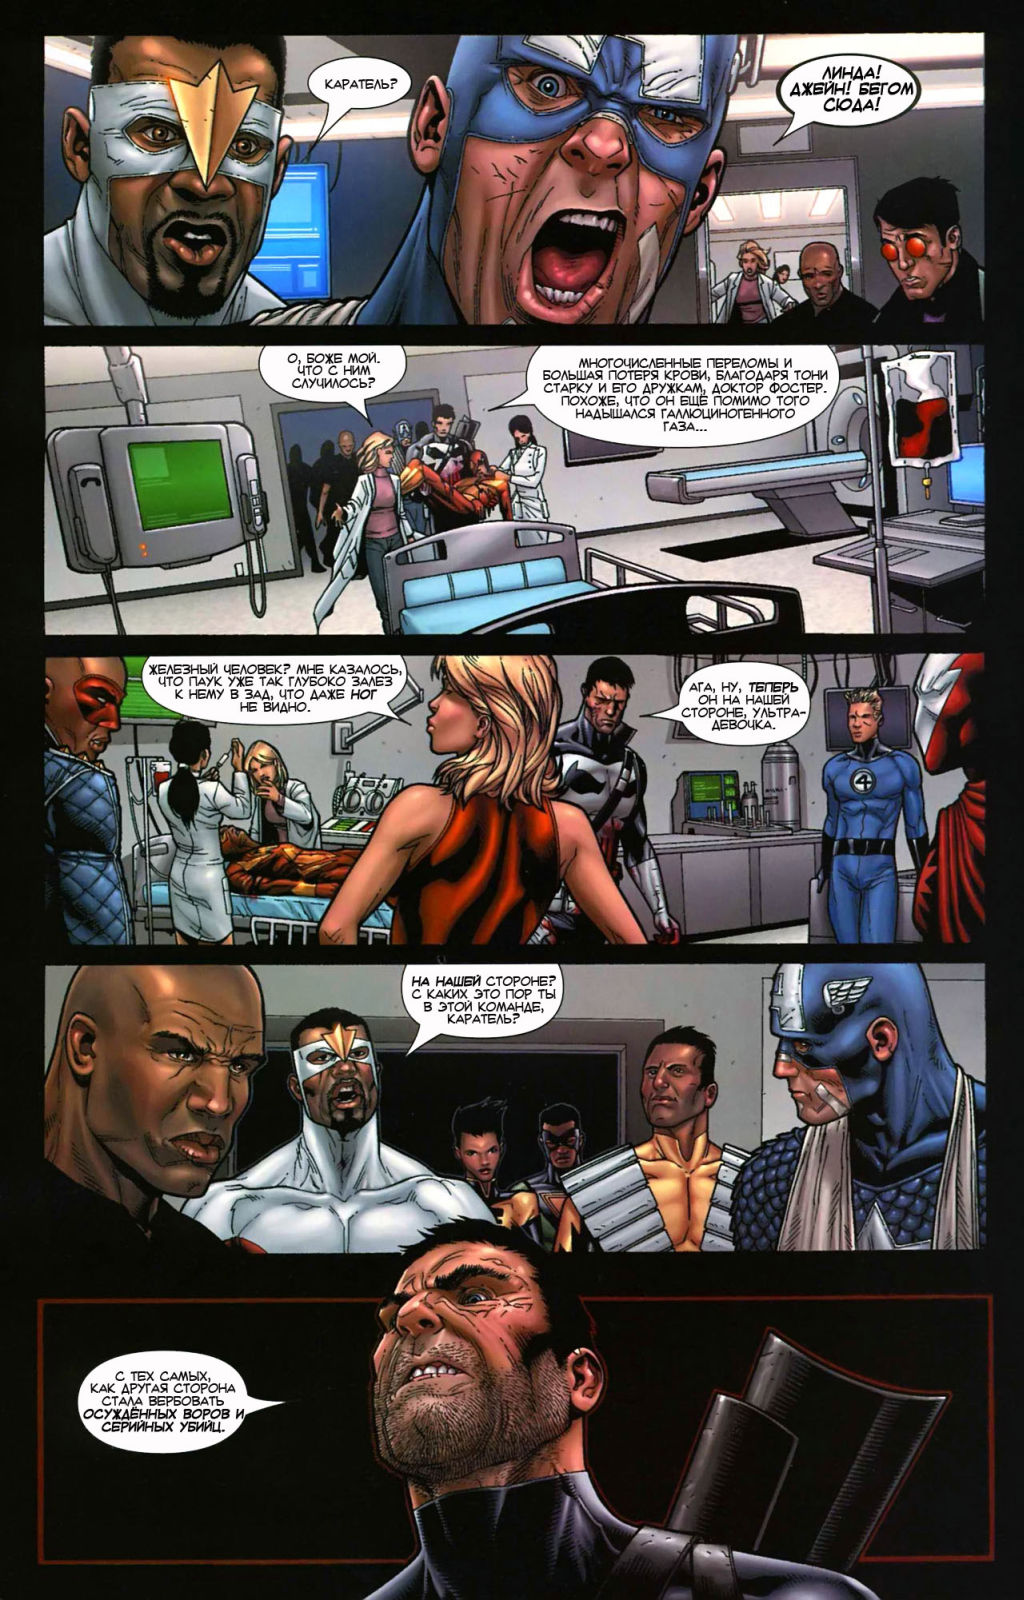 КАРАТЕЛЬ?
ЛИНДА!
ДЖЕЙН! БЕГОМ
СЮДА!
О, БОЖЕ МОЙ.
ЧТО С НИМ
СЛУЧИЛОСЬ?
МНОГОЧИСЛЕННЫЕ ПЕРЕЛОМЫ И
БОЛЬШАЯ ПОТЕРЯ КРОВИ, БЛАГОДАРЯ ТОНИ
СТАРКУ И ЕГО ДРУЖКАМ, ДОКТОР ФОСТЕР.
ПОХОЖЕ, ЧТО ОН ЕЩЁ ПОМИМО ТОГО
НАДЫШАЛСЯ ГАЛЛЮЦИНОГЕННОГО
ГАЗА...
ЖЕЛЕЗНЫЙ ЧЕЛОВЕК? МНЕ КАЗАЛОСЬ,
ЧТО ПАУК УЖЕ ТАК ГЛУБОКО ЗАЛЕЗ
К НЕМУ В ЗАД, ЧТО ДАЖЕ НОГ
НЕ ВИДНО.
АГА, НУ, ТЕПЕРЬ
ОН НА НАШЕЙ
СТОРОНЕ, УЛЬТРА-
ДЕВОЧКА.
4
НА НАШЕЙ СТОРОНЕ?
С КАКИХ ЭТО ПОР ТЫ
В ЭТОЙ КОМАНДЕ,
КАРАТЕЛЬ?
С ТЕХ САМЫХ,
КАК ДРУГАЯ СТОРОНА
СТАЛА ВЕРБОВАТЬ
ОСУЖДЁННЫХ ВОРОВ И
СЕРИЙНЫХ УБИЙЦ.